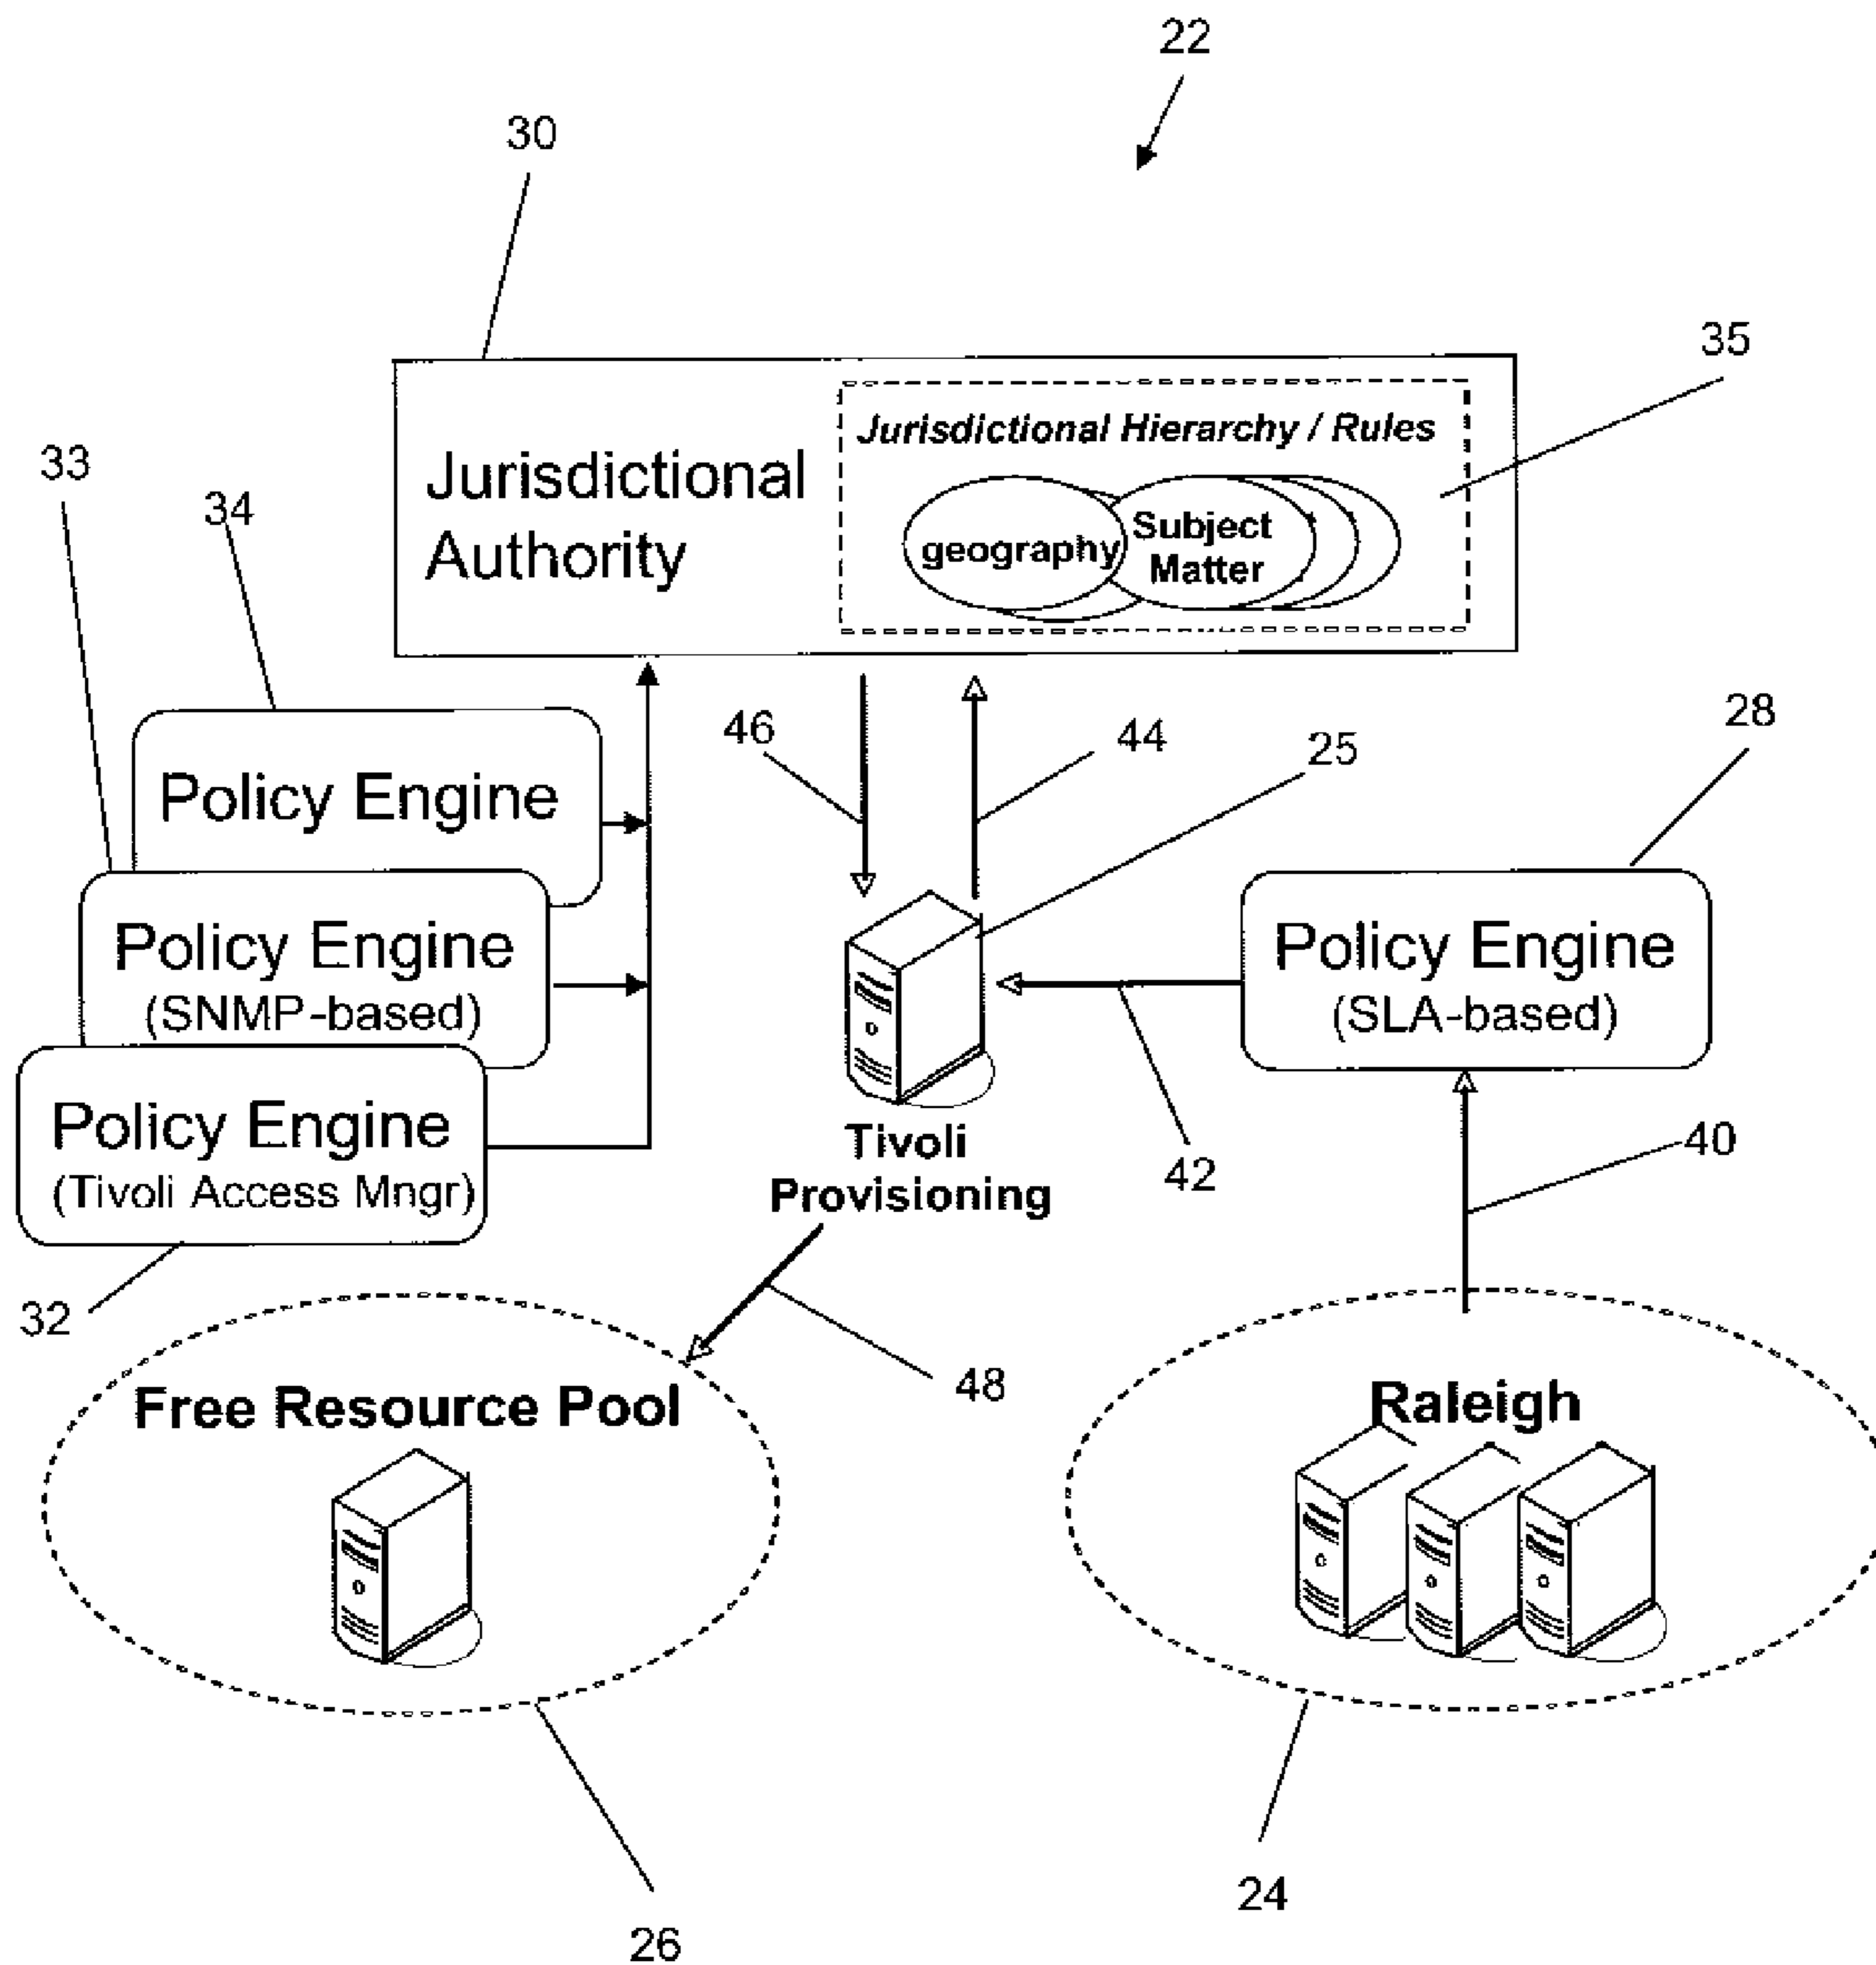 22
30
35
Jurisdictional Hierarchy / Rules
Jurisdictional
Authority
geography
Subject
Matter
33
34
46
44
25
28
Policy Engine
Policy Engine
(SNMP-based)
Policy Engine
(Tivoli Access Mngr)
Policy Engine
(SLA-based)
Tivoli
Provisioning
42
40
32
48
Free Resource Pool
Raleigh
24
26